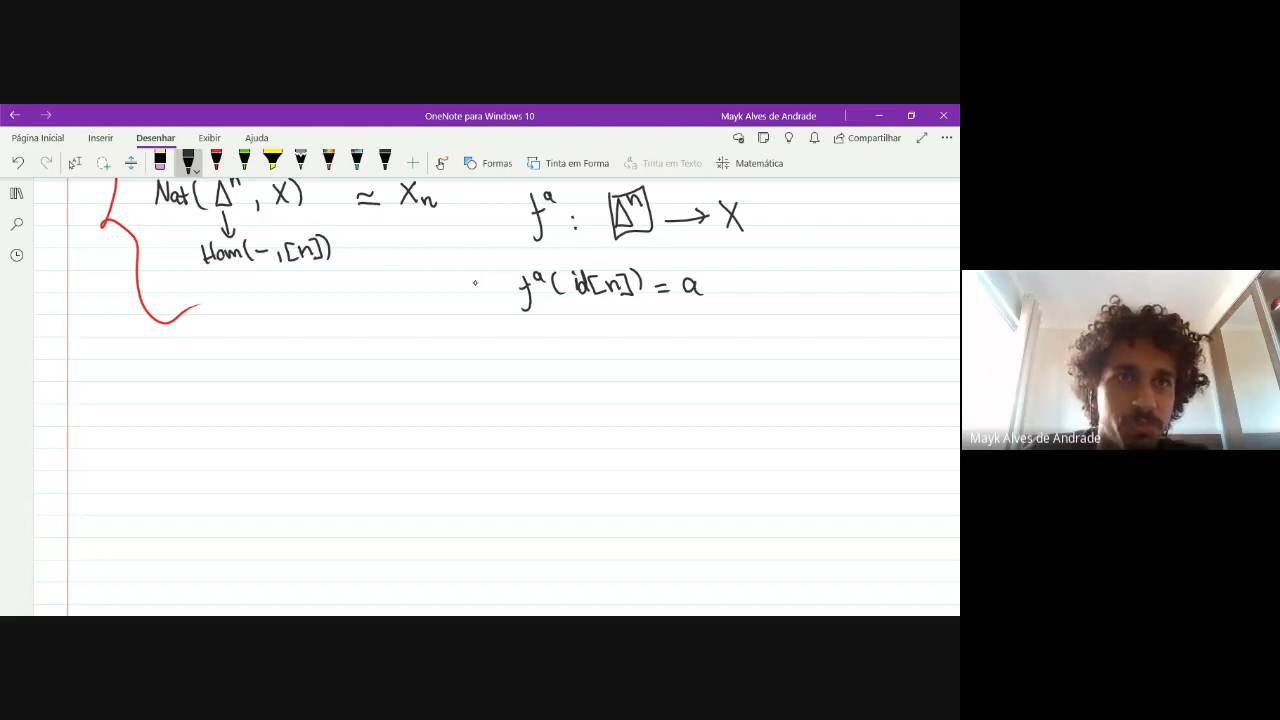 OneNote para Windows 10
Mayk Alves de Andrade
Página Inicial Inserir Desenhar Exibir Ajuda
Compartilhar
Formas Tinta em Forma Tinta em Texto Matemática
Nat(Δⁿ, X) ≃ Xₙ
↓
Hom(-,[n])
fᵃ : Δⁿ → X
fᵃ(id[n]) = a
Mayk Alves de Andrade